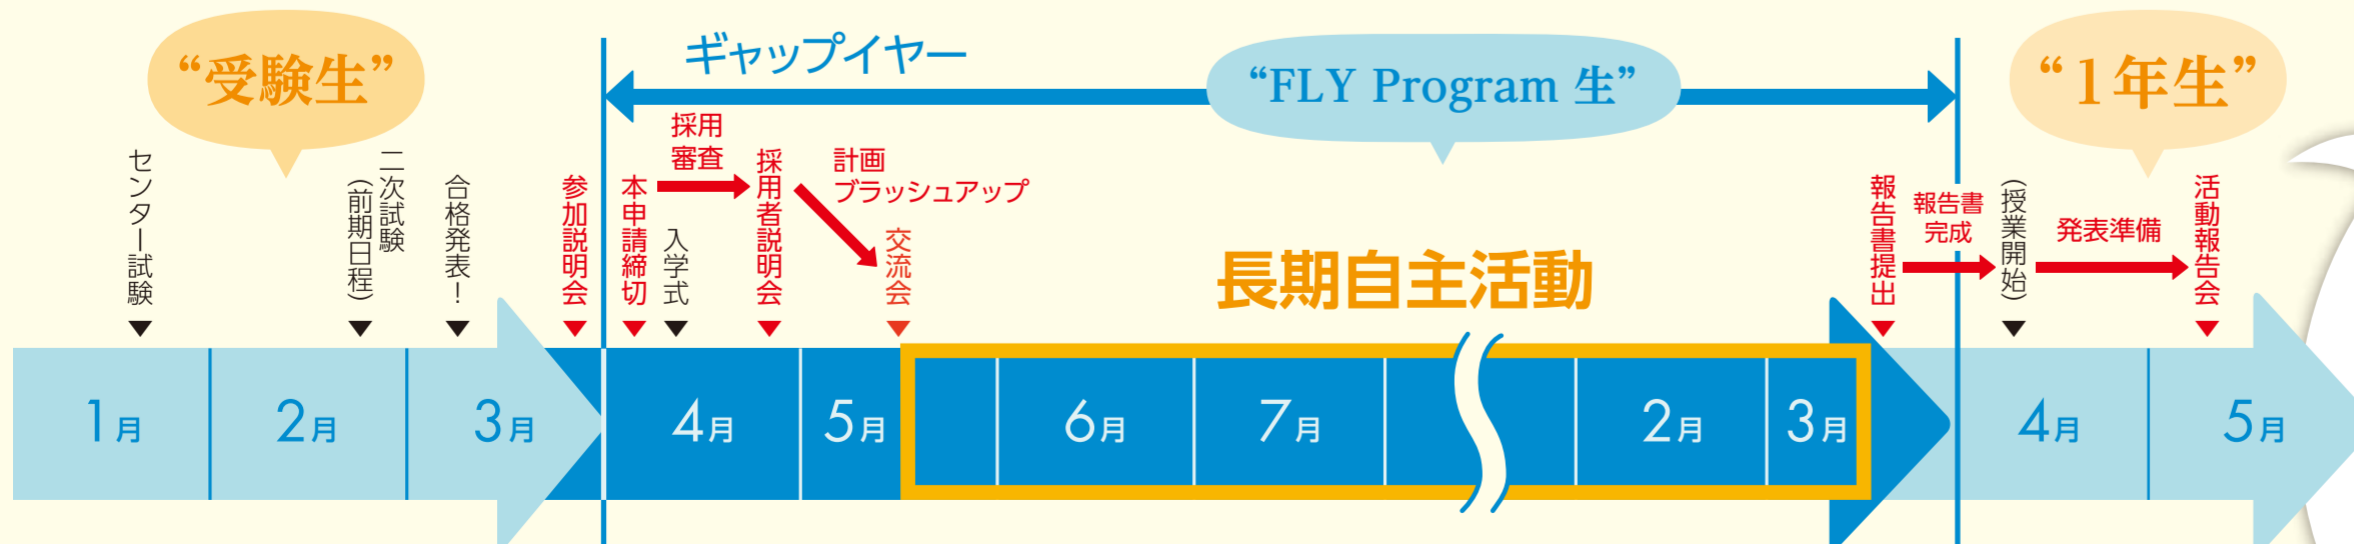 “受験生”
ギャップイヤー
“FLY Program 生”
“1年生”
センター試験
二次試験
（前期日程）
合格発表！
参加説明会
本申請締切
採用
審査
入学式
採用者説明会
計画
ブラッシュアップ
交流会
長期自主活動
報告書提出
報告書
完成
（授業開始）
発表準備
活動報告会
1月
2月
3月
4月
5月
6月
7月
2月
3月
4月
5月